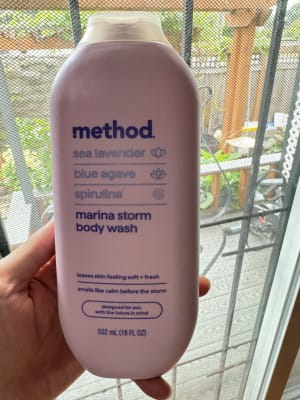 method.
sea lavender
blue agave
spirulina
marina storm
body wash
leaves skin feeling soft + fresh
smells like calm before the storm
designed for you
with the future in mind
532 mL (18 FL OZ)